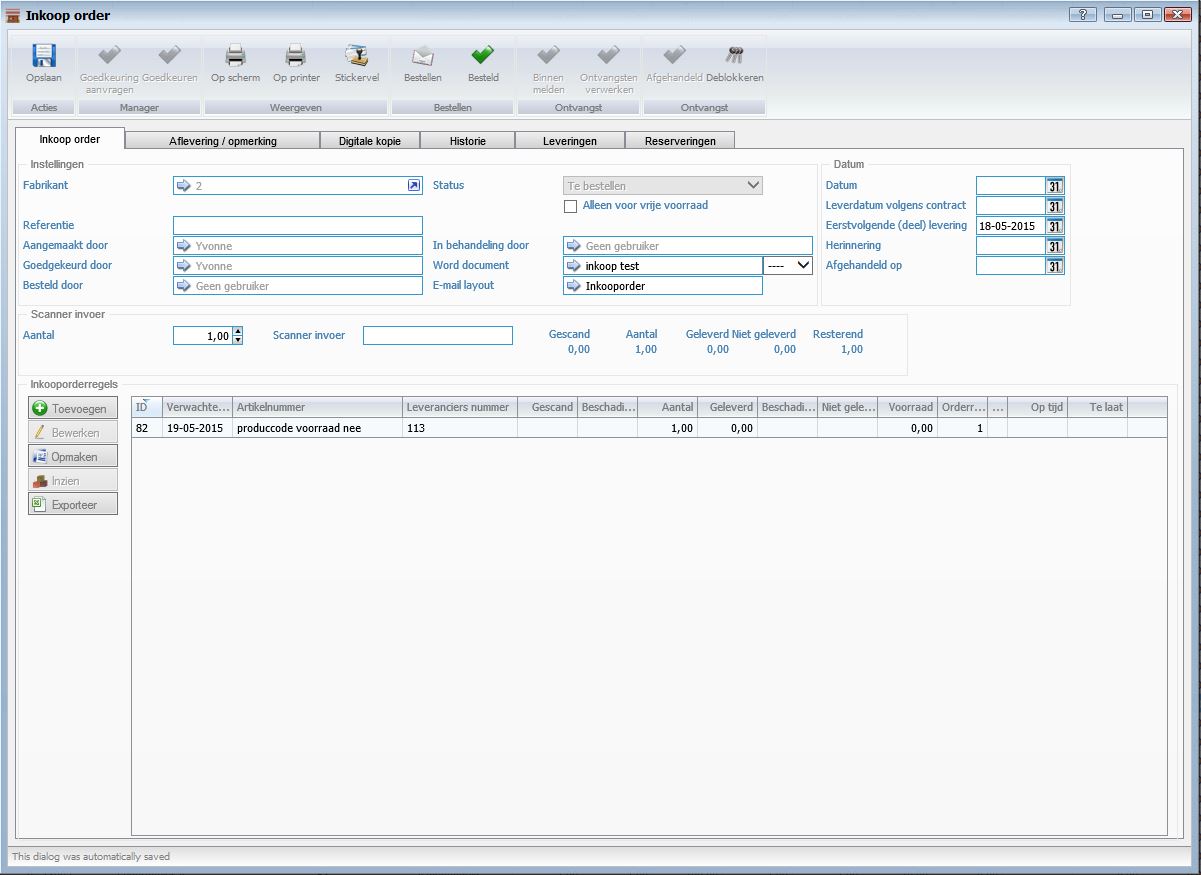 Inkoop order
?
Opslaan
Goedkeuring aanvragen
Goedkeuren
Op scherm
Op printer
Stickervel
Bestellen
Besteld
Binnen melden
Ontvangsten verwerken
Afgehandeld
Deblokkeren
Acties
Manager
Weergeven
Bestellen
Ontvangst
Ontvangst
Inkoop order
Aflevering / opmerking
Digitale kopie
Historie
Leveringen
Reserveringen
Instellingen
Fabrikant 2
Status Te bestellen
Alleen voor vrije voorraad
Referentie
Aangemaakt door Yvonne
In behandeling door Geen gebruiker
Goedgekeurd door Yvonne
Word document inkoop test ----
Besteld door Geen gebruiker
E-mail layout Inkooporder
Datum
Datum 31
Leverdatum volgens contract 31
Eerstvolgende (deel) levering 18-05-2015 31
Herinnering 31
Afgehandeld op 31
Scanner invoer
Aantal 1,00
Scanner invoer
Gescand Aantal Geleverd Niet geleverd Resterend
0,00 1,00 0,00 0,00 1,00
Inkooporderregels
Toevoegen
Bewerken
Opmaken
Inzien
Exporteer
ID Verwachte... Artikelnummer Leveranciers nummer Gescand Beschadi... Aantal Geleverd Beschadi... Niet gele... Voorraad Orderr... ... Op tijd Te laat
82 19-05-2015 produccode voorraad nee 113 1,00 0,00 0,00 1
This dialog was automatically saved